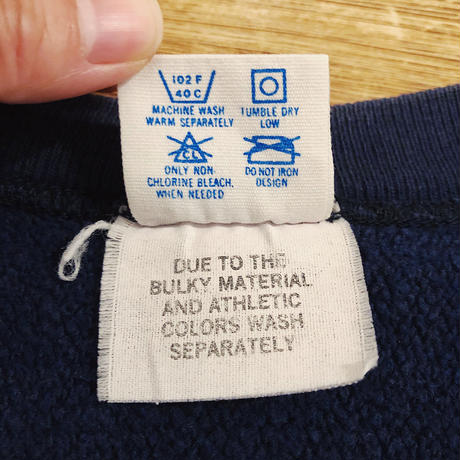 102 F
40 C
MACHINE WASH
WARM SEPARATELY
TUMBLE DRY
LOW
CL
ONLY NON-
CHLORINE BLEACH,
WHEN NEEDED
DO NOT IRON
DESIGN
DUE TO THE
BULKY MATERIAL
AND ATHLETIC
COLORS WASH
SEPARATELY